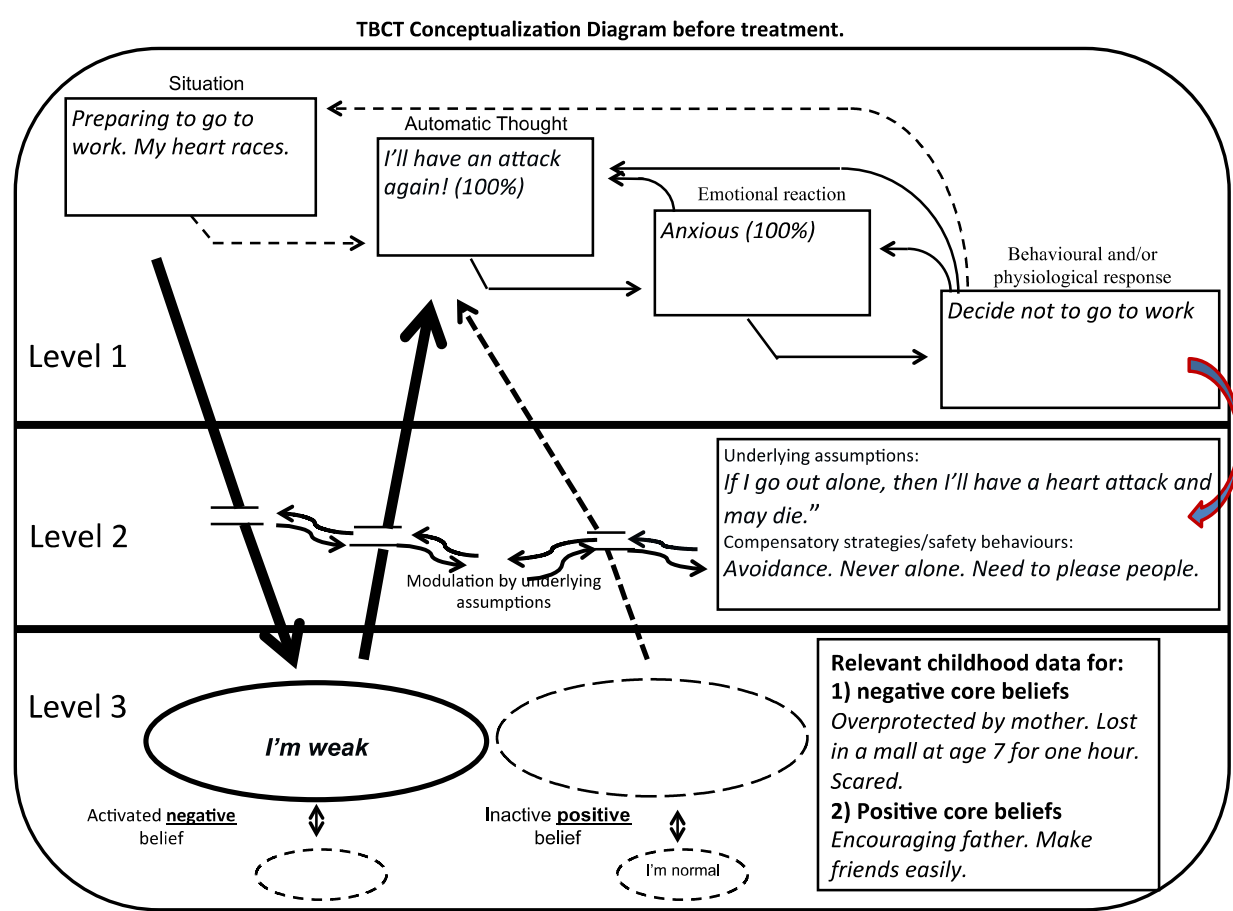 TBCT Conceptualization Diagram before treatment.
Situation
Preparing to go to
work. My heart races.
Automatic Thought
I'll have an attack
again! (100%)
Emotional reaction
Anxious (100%)
Behavioural and/or
physiological response
Decide not to go to work
Level 1
Level 2
Underlying assumptions:
If I go out alone, then I'll have a heart attack and
may die.”
Compensatory strategies/safety behaviours:
Avoidance. Never alone. Need to please people.
Modulation by underlying
assumptions
Level 3
I'm weak
Activated negative
belief
Inactive positive
belief
I'm normal
Relevant childhood data for:
1) negative core beliefs
Overprotected by mother. Lost
in a mall at age 7 for one hour.
Scared.
2) Positive core beliefs
Encouraging father. Make
friends easily.